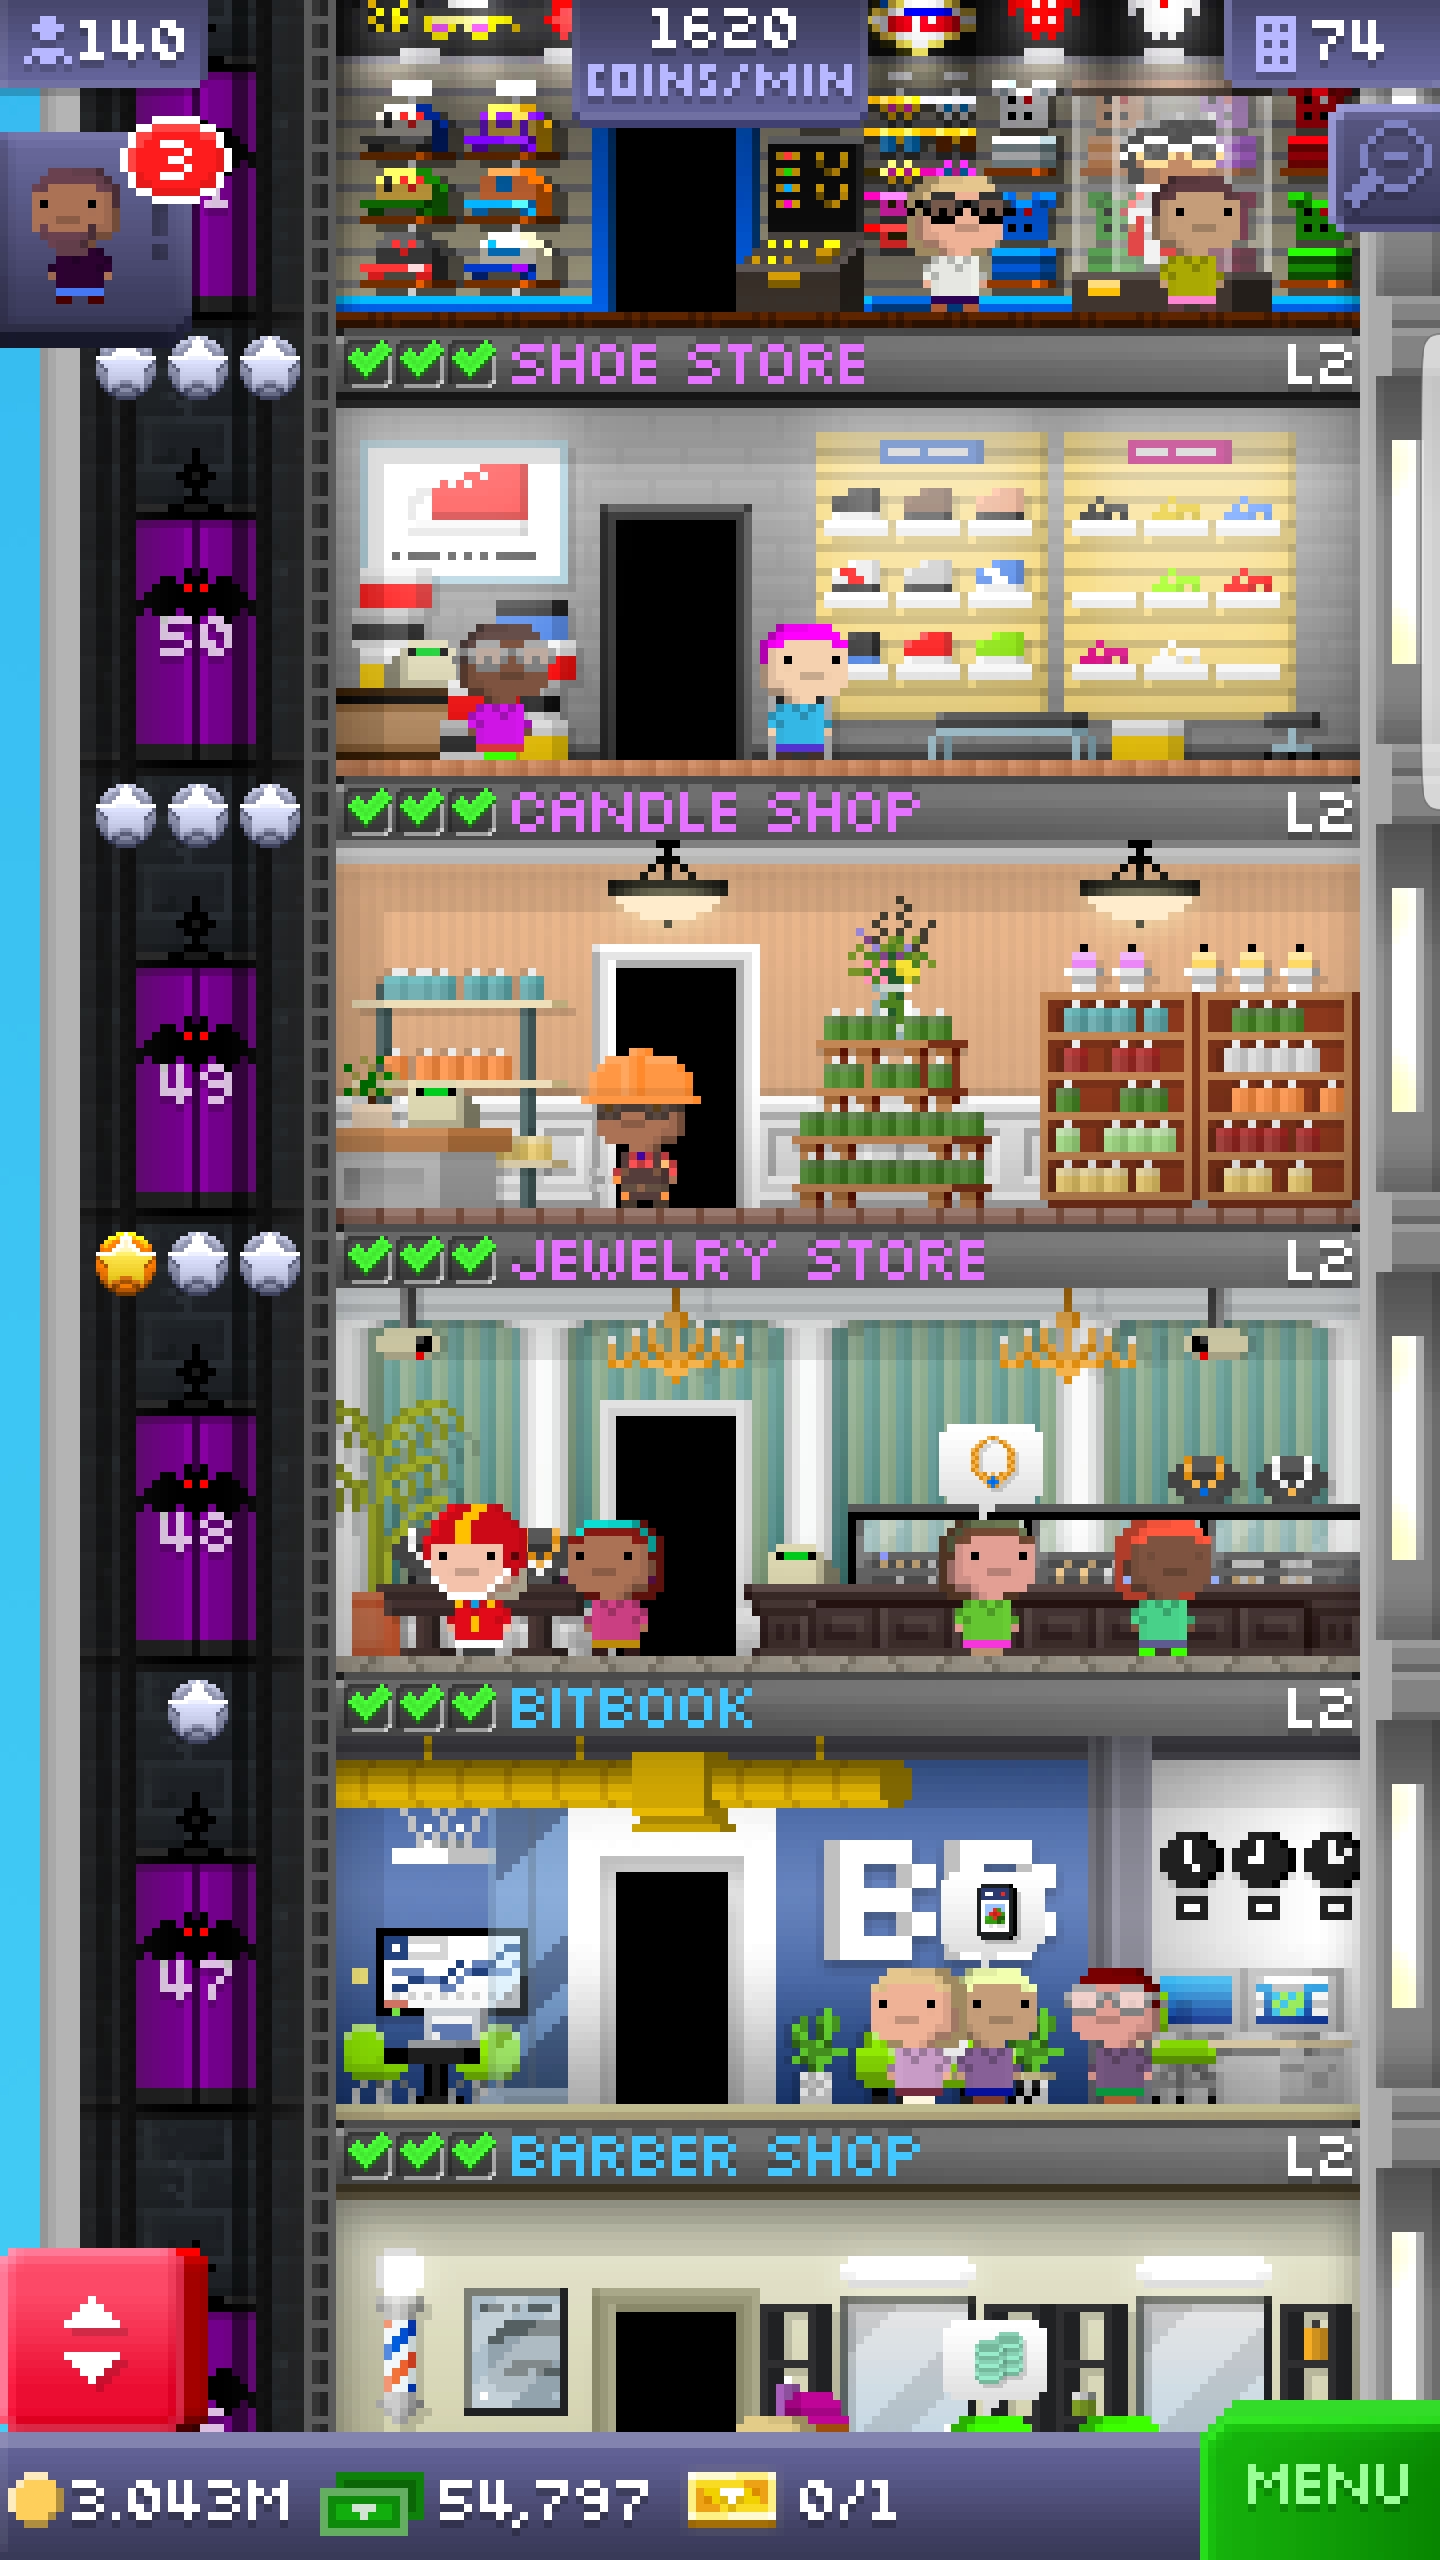 140
1620
COINS/MIN
74
3
1
SHOE STORE L2
50
CANDLE SHOP L2
49
JEWELRY STORE L2
48
BITBOOK L2
47
BARBER SHOP L2
3.043M 54,797 0/1
MENU